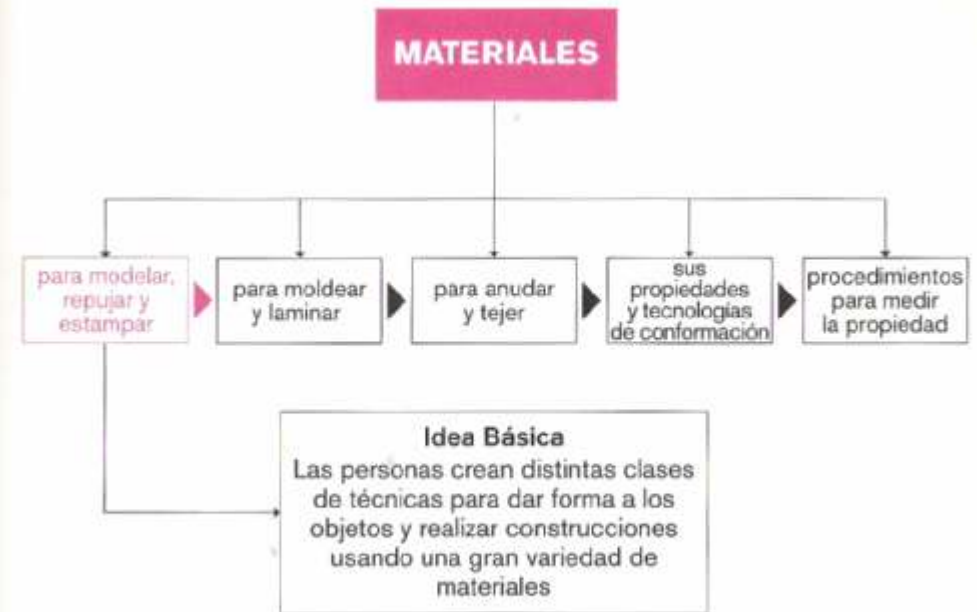 MATERIALES
para modelar,
repujar y
estampar
para moldear
y laminar
para anudar
y tejer
sus
propiedades
y tecnologías
de conformación
procedimientos
para medir
la propiedad
Idea Básica
Las personas crean distintas clases
de técnicas para dar forma a los
objetos y realizar construcciones
usando una gran variedad de
materiales